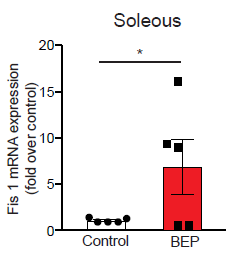 Soleous
Fis 1 mRNA expression
(fold over control)
20
15
10
5
0
*
Control
BEP